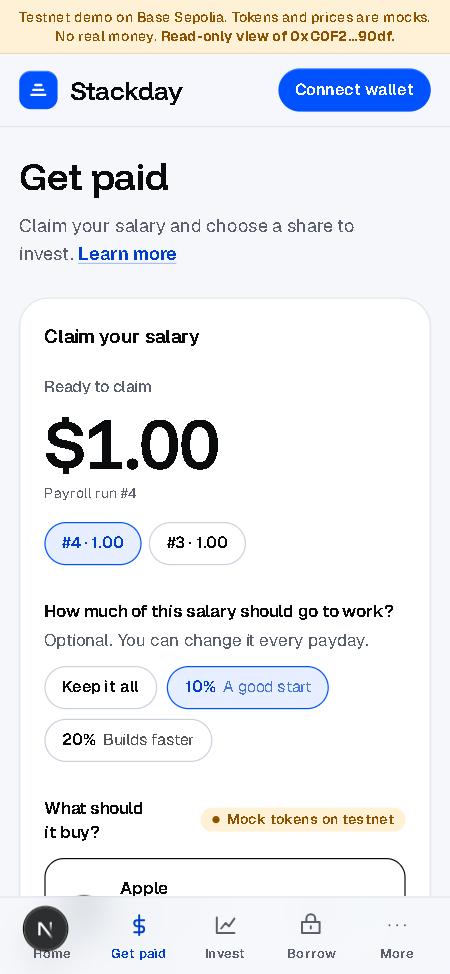 Testnet demo on Base Sepolia. Tokens and prices are mocks.
No real money. Read-only view of 0xC0F2…90df.
Stackday
Connect wallet
Get paid
Claim your salary and choose a share to
invest. Learn more
Claim your salary
Ready to claim
$1.00
Payroll run #4
#4 · 1.00
#3 · 1.00
How much of this salary should go to work?
Optional. You can change it every payday.
Keep it all
10% A good start
20% Builds faster
What should
it buy?
Mock tokens on testnet
Apple
N
Home
Get paid
Invest
Borrow
More